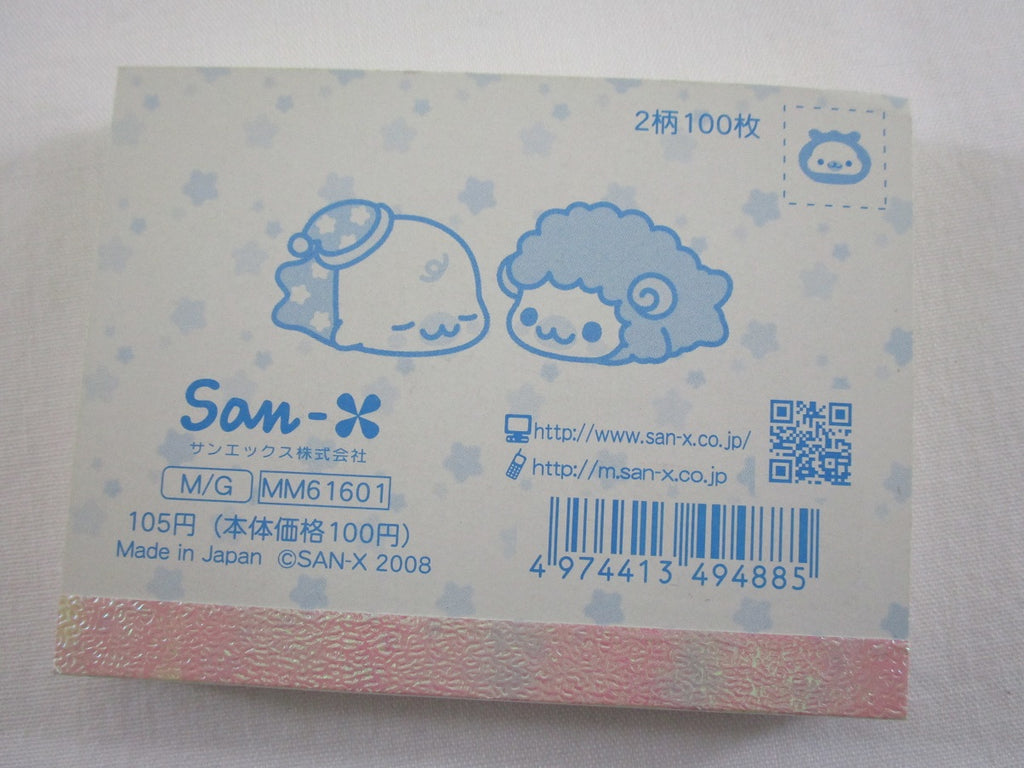 2柄100枚
San-X
サンエックス株式会社
M/G MM61601
105円（本体価格100円）
Made in Japan ©SAN-X 2008
http://www.san-x.co.jp/
http://m.san-x.co.jp
4 974413 494885